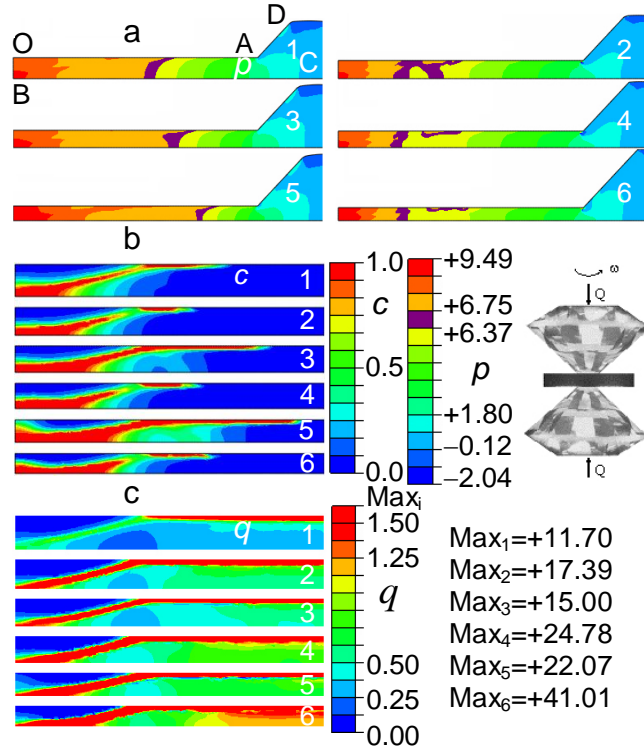 a
O
A
D
p
1
C
B
2
3
4
5
6
b
c
1
2
3
4
5
6
1.0
c
0.5
0.0
+9.49
+6.75
+6.37
p
+1.80
−0.12
−2.04
ω
Q
Q
c
q
1
2
3
4
5
6
Maxᵢ
1.50
1.25
q
0.50
0.25
0.00
Max₁=+11.70
Max₂=+17.39
Max₃=+15.00
Max₄=+24.78
Max₅=+22.07
Max₆=+41.01